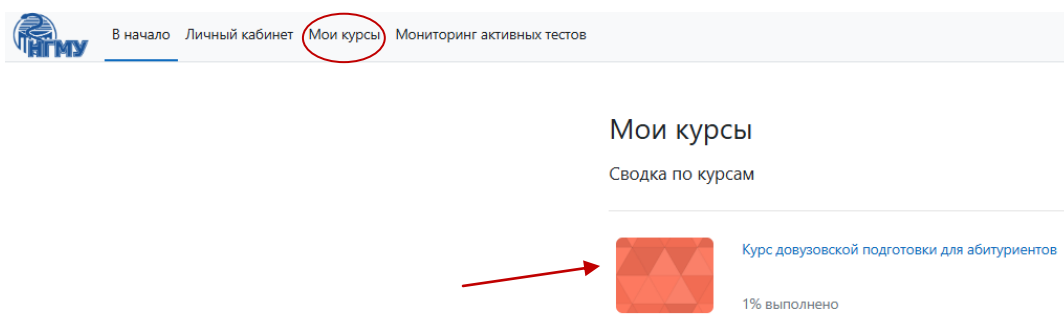 НГМУ В начало Личный кабинет Мои курсы Мониторинг активных тестов
Мои курсы
Сводка по курсам
Курс довузовской подготовки для абитуриентов
1% выполнено